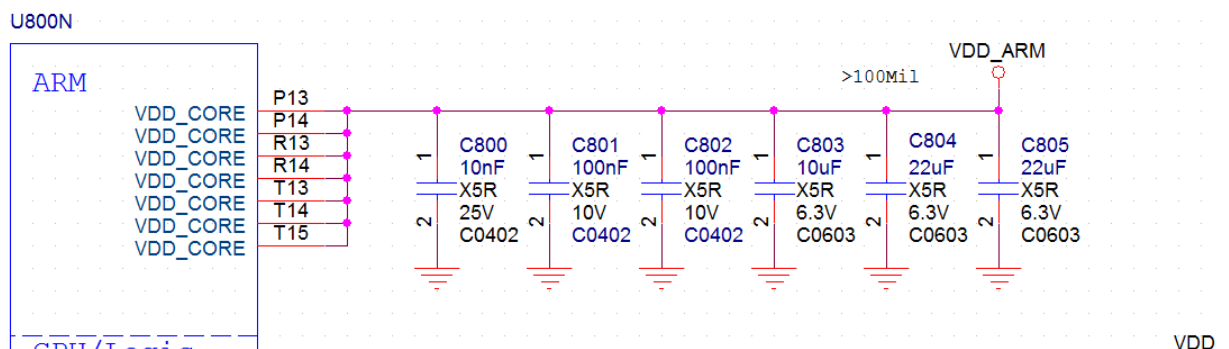 U800N
VDD_ARM
>100Mil
ARM
VDD_CORE P13
VDD_CORE P14
VDD_CORE R13
VDD_CORE R14
VDD_CORE T13
VDD_CORE T14
VDD_CORE T15
1 2 C800
10nF
X5R
25V
C0402
1 2 C801
100nF
X5R
10V
C0402
1 2 C802
100nF
X5R
10V
C0402
1 2 C803
10uF
X5R
6.3V
C0603
1 2 C804
22uF
X5R
6.3V
C0603
1 2 C805
22uF
X5R
6.3V
C0603
GPU/Logic
VDD